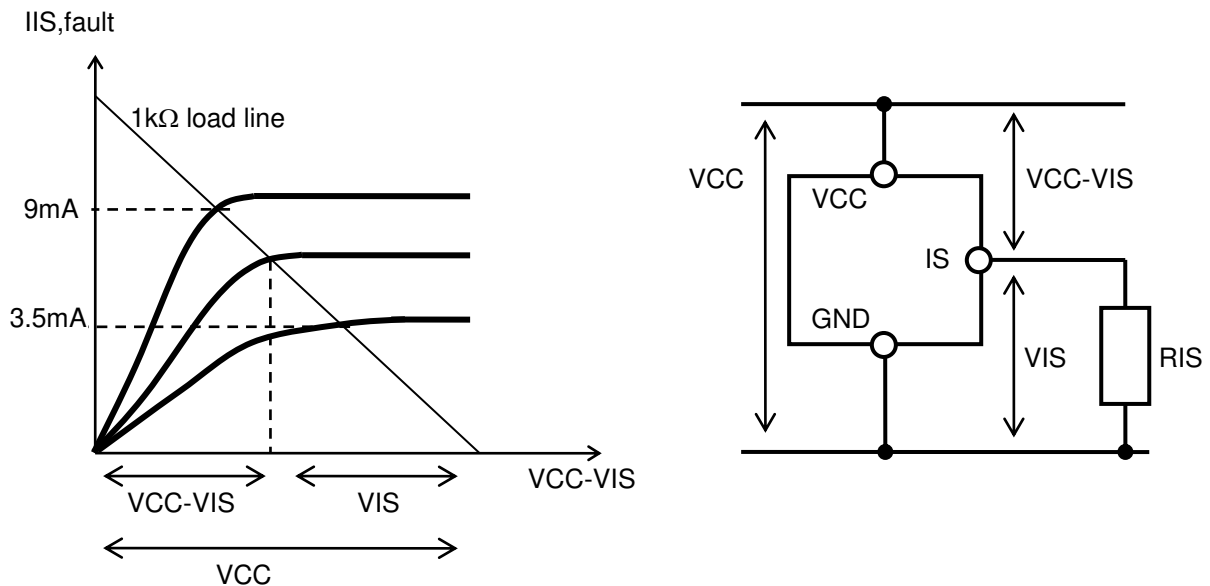 IIS,fault
1kΩ load line
9mA
3.5mA
VCC-VIS
VCC-VIS
VIS
VCC
VCC
VCC
VCC-VIS
IS
GND
VIS
RIS